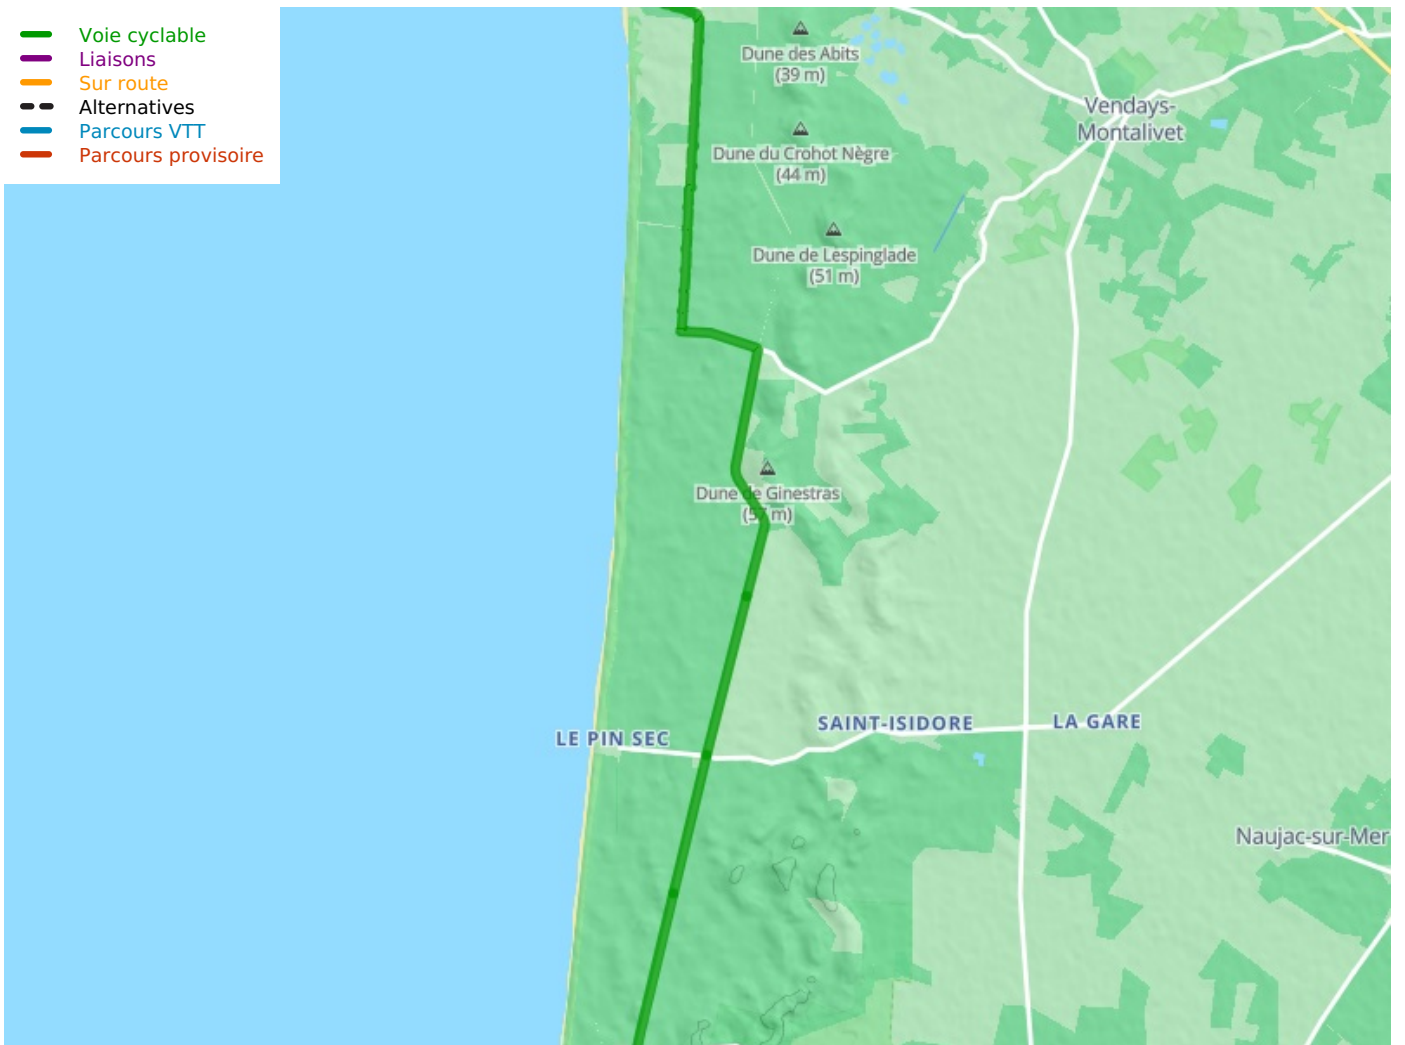 Voie cyclable
Liaisons
Sur route
Alternatives
Parcours VTT
Parcours provisoire
Dune des Abits
(39 m)
Vendays-
Montalivet
Dune du Crohot Nègre
(44 m)
Dune de Lespinglade
(51 m)
Dune de Ginestras
(57 m)
LE PIN SEC
SAINT-ISIDORE
LA GARE
Naujac-sur-Mer